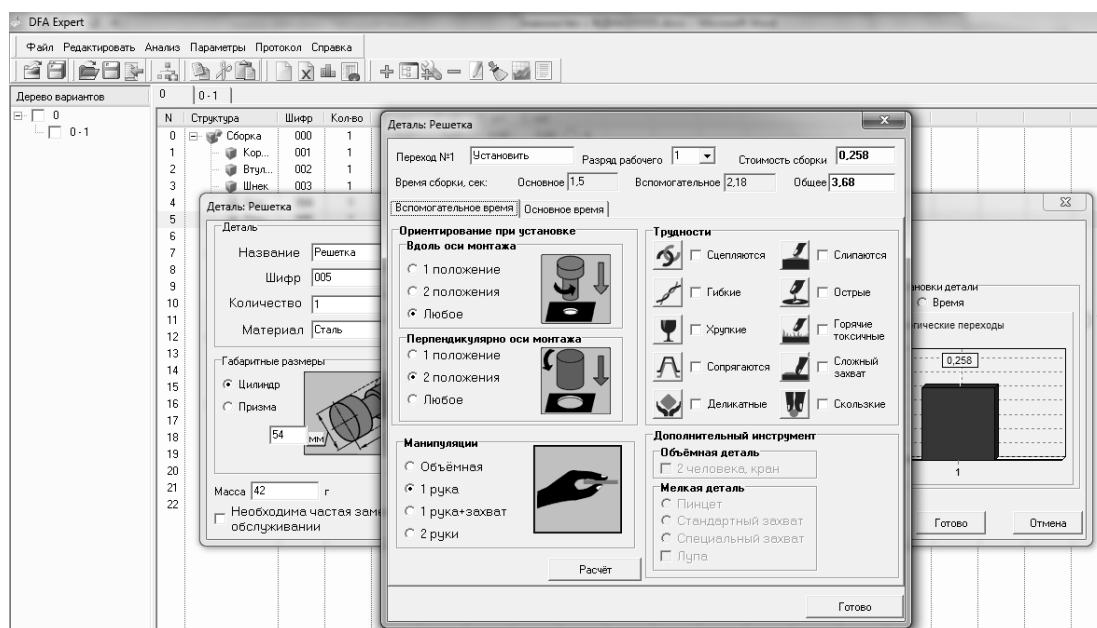 DFA Expert
Файл Редактировать Анализ Параметры Протокол Справка
Дерево вариантов
0
0 - 1
0
0 - 1
N Структура Шифр Кол-во
0 Сборка 000 1
1 Кор... 001 1
2 Втул... 002 1
3 Шнек 003 1
4
5
6
7
8
9
10
11
12
13
14
15
16
17
18
19
20
21
22
Деталь: Решетка
Деталь
Название Решетка
Шифр 005
Количество 1
Материал Сталь
Габаритные размеры
Цилиндр
Призма
54 мм
Масса 42 г
Необходима частая заме
обслуживании
Деталь: Решетка
Переход №1 Установить Разряд рабочего 1 Стоимость сборки 0,258
Время сборки, сек: Основное 1,5 Вспомогательное 2,18 Общее 3,68
Вспомогательное время Основное время
Ориентирование при установке
Вдоль оси монтажа
1 положение
2 положения
Любое
Перпендикулярно оси монтажа
1 положение
2 положения
Любое
Манипуляции
Объёмная
1 рука
1 рука+захват
2 руки
Расчёт
Трудности
Сцепляются Слипаются
Гибкие Острые
Хрупкие Горячие
токсичные
Сопрягаются Сложный
захват
Деликатные Скользкие
Дополнительный инструмент
Объёмная деталь
2 человека, кран
Мелкая деталь
Пинцет
Стандартный захват
Специальный захват
Лупа
Готово
новки детали
Время
гические переходы
0,258
1
Готово Отмена